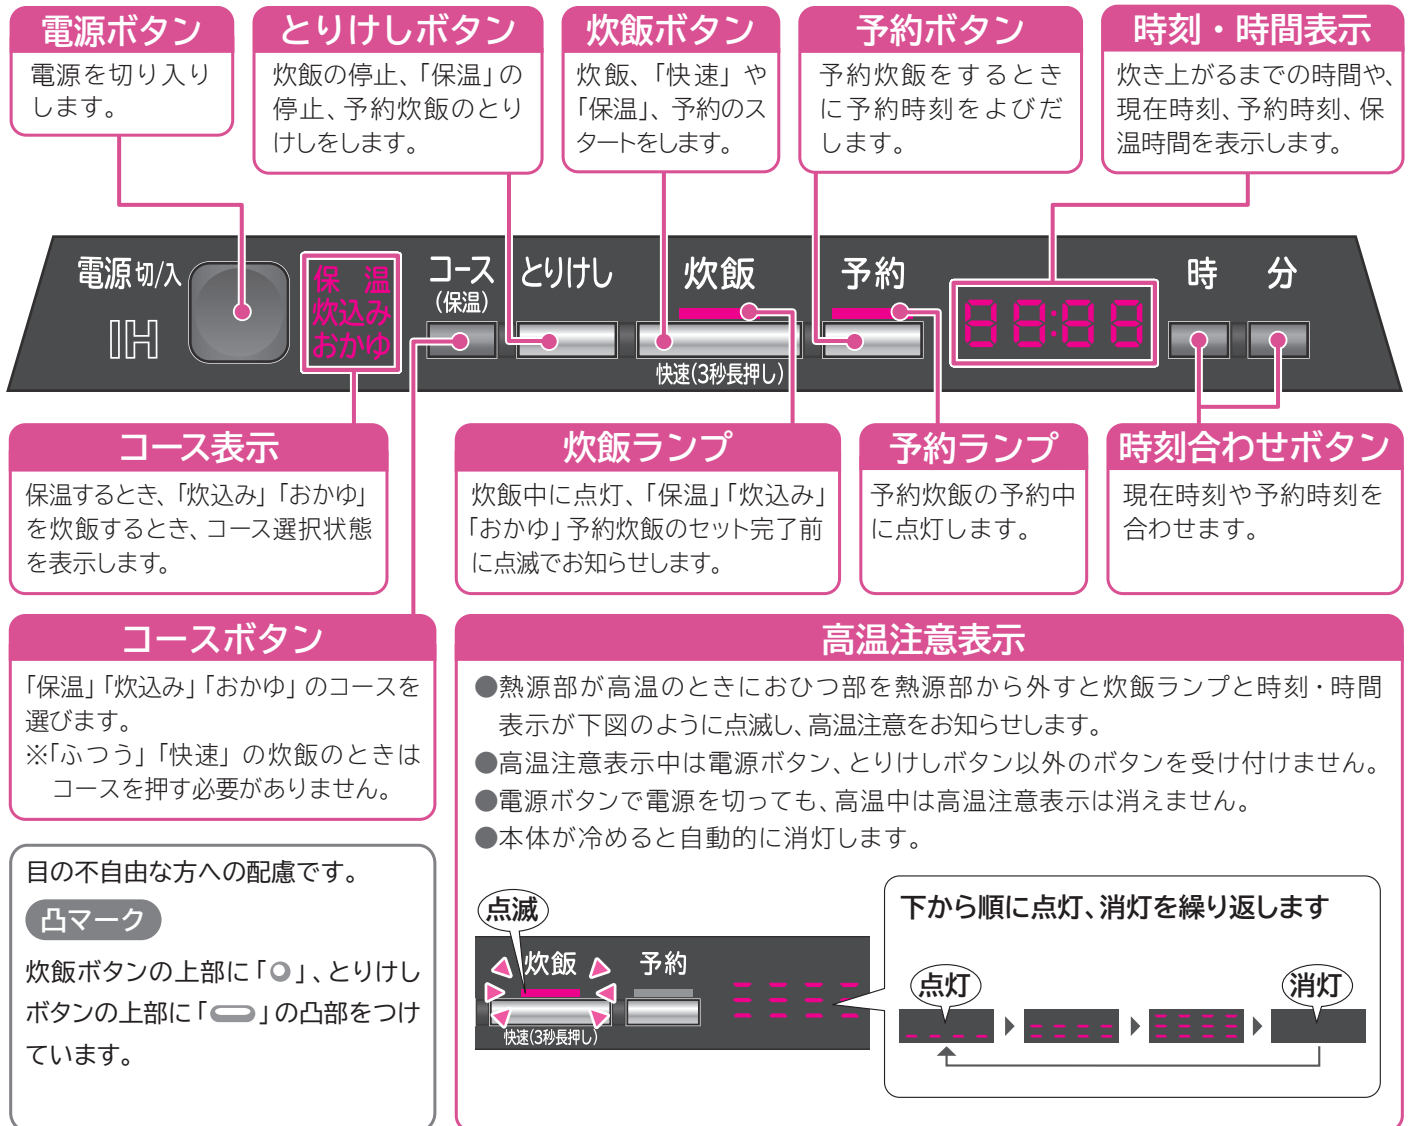 電源ボタン
電源を切り入り
します。
とりけしボタン
炊飯の停止、「保温」の
停止、予約炊飯のとり
けしをします。
炊飯ボタン
炊飯、「快速」や
「保温」、予約のス
タートをします。
予約ボタン
予約炊飯をするとき
に予約時刻をよびだ
します。
時刻・時間表示
炊き上がるまでの時間や、
現在時刻、予約時刻、保
温時間を表示します。
電源 切/入
IH
保 温
炊込み
おかゆ
コース
(保温)
とりけし
炊飯
快速(3秒長押し)
予約
88:88
時
分
コース表示
保温するとき、「炊込み」「おかゆ」
を炊飯するとき、コース選択状態
を表示します。
炊飯ランプ
炊飯中に点灯、「保温」「炊込み」
「おかゆ」予約炊飯のセット完了前
に点滅でお知らせします。
予約ランプ
予約炊飯の予約中
に点灯します。
時刻合わせボタン
現在時刻や予約時刻を
合わせます。
コースボタン
「保温」「炊込み」「おかゆ」のコースを
選びます。
※「ふつう」「快速」の炊飯のときは
コースを押す必要がありません。
高温注意表示
●熱源部が高温のときにおひつ部を熱源部から外すと炊飯ランプと時刻・時間
表示が下図のように点滅し、高温注意をお知らせします。
●高温注意表示中は電源ボタン、とりけしボタン以外のボタンを受け付けません。
●電源ボタンで電源を切っても、高温中は高温注意表示は消えません。
●本体が冷めると自動的に消灯します。
目の不自由な方への配慮です。
凸マーク
炊飯ボタンの上部に「○」、とりけし
ボタンの上部に「⬭」の凸部をつけ
ています。
点滅
炊飯
予約
快速(3秒長押し)
下から順に点灯、消灯を繰り返します
点灯
消灯